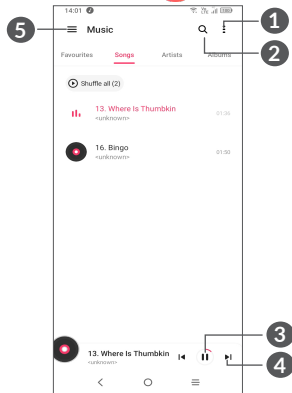 14:01
1
5
Music
2
Favourites Songs Artists Albums
Shuffle all (2)
13. Where Is Thumbkin
<unknown>
01:36
16. Bingo
<unknown>
01:50
3
13. Where Is Thumbkin
<unknown>
4